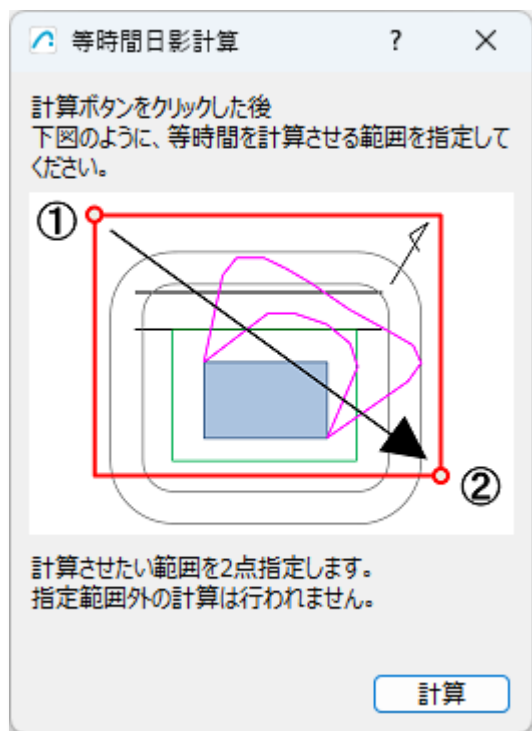 等時間日影計算
?
計算ボタンをクリックした後
下図のように、等時間を計算させる範囲を指定して
ください。
①
②
計算させたい範囲を2点指定します。
指定範囲外の計算は行われません。
計算